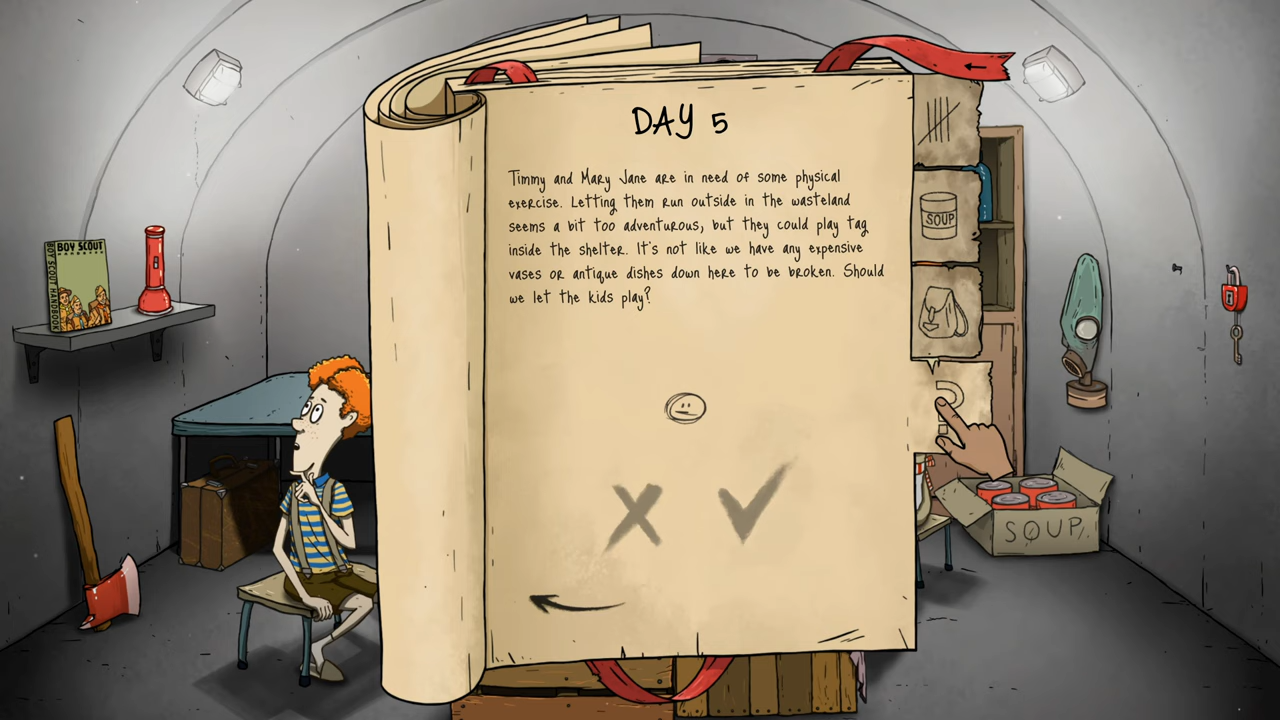 DAY 5
Timmy and Mary Jane are in need of some physical
exercise. Letting them run outside in the wasteland
seems a bit too adventurous, but they could play tag
inside the shelter. It's not like we have any expensive
vases or antique dishes down here to be broken. Should
we let the kids play?
BOY SCOUT
BOY SCOUT HANDBOOK
SOUP
SOUP